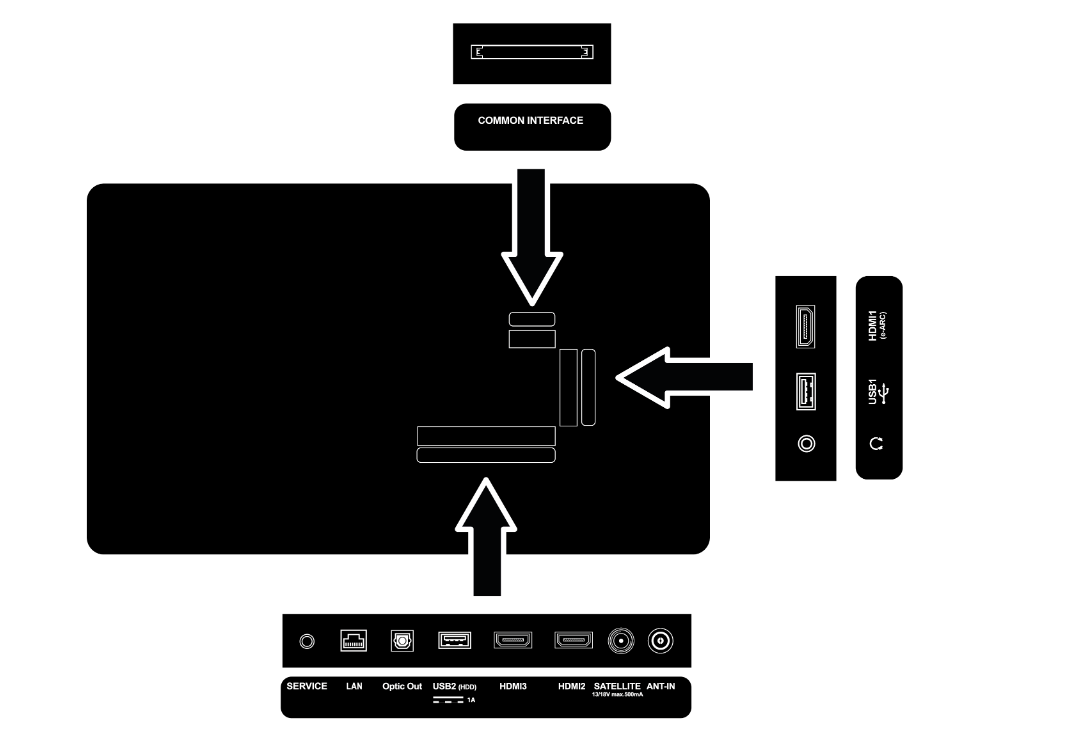 COMMON INTERFACE
HDMI1
(e-ARC)
USB1
SERVICE LAN Optic Out USB2 (HDD) HDMI3 HDMI2 SATELLITE ANT-IN
1A 13/18V max.500mA